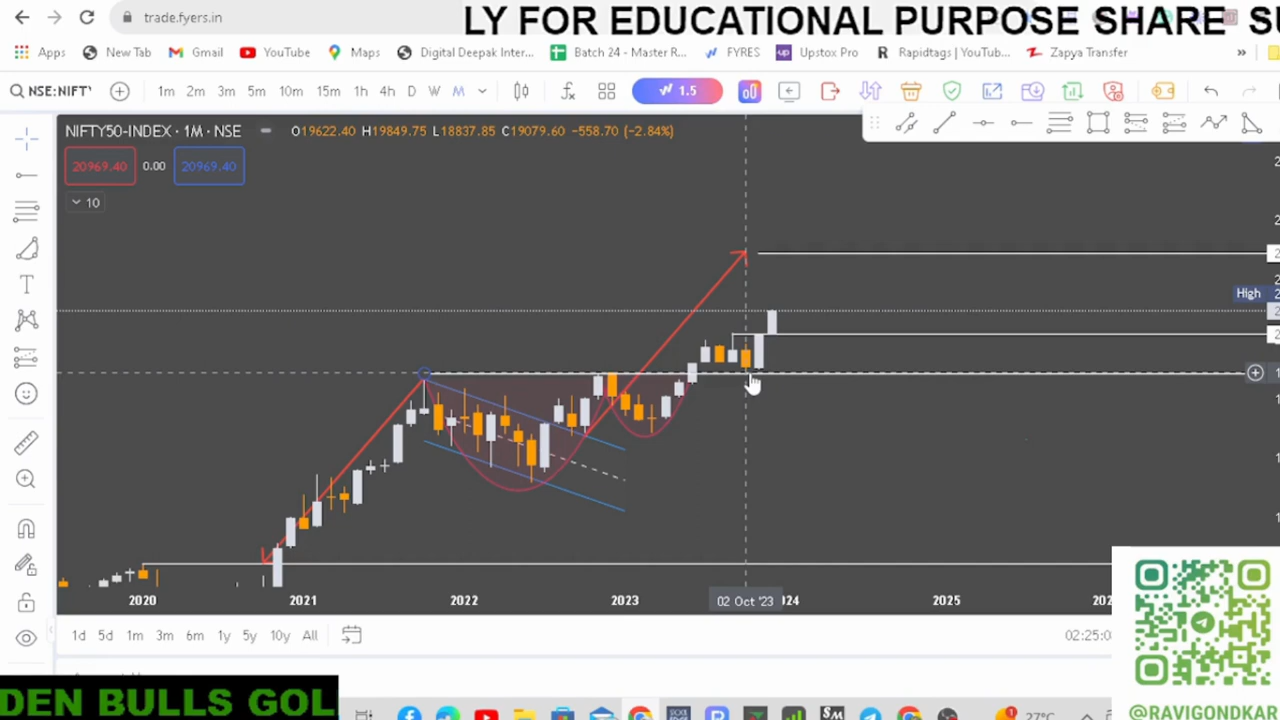 LY FOR EDUCATIONAL PURPOSE SHARE SU
trade.fyers.in
Apps New Tab Gmail YouTube Maps Digital Deepak Inter... Batch 24 - Master R... FYRES Upstox Pro Rapidtags | YouTub... Zapya Transfer »
NSE:NIFTY 1m 2m 3m 5m 10m 15m 1h 4h D W M 1.5
NIFTY50-INDEX · 1M · NSE O19622.40 H19849.75 L18837.85 C19079.60 −558.70 (−2.84%)
20969.40 0.00 20969.40
10
High
2020 2021 2022 2023 02 Oct '23 24 2025
1d 5d 1m 3m 6m 1y 5y 10y All 02:25:0
DEN BULLS GOL
27°C
@RAVIGONDKAR